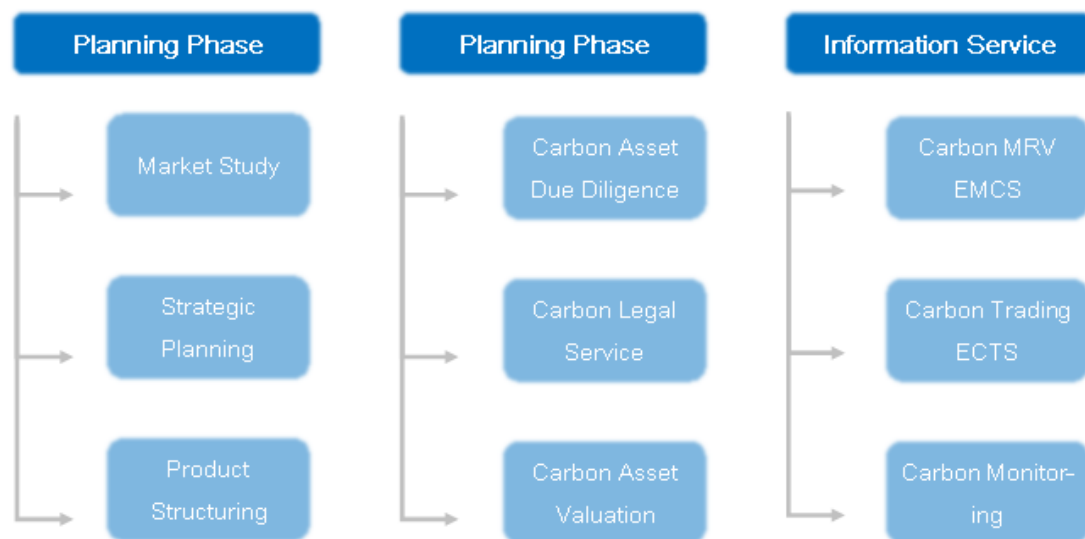 Planning Phase
Market Study
Strategic
Planning
Product
Structuring
Planning Phase
Carbon Asset
Due Diligence
Carbon Legal
Service
Carbon Asset
Valuation
Information Service
Carbon MRV
EMCS
Carbon Trading
ECTS
Carbon Monitor-
ing